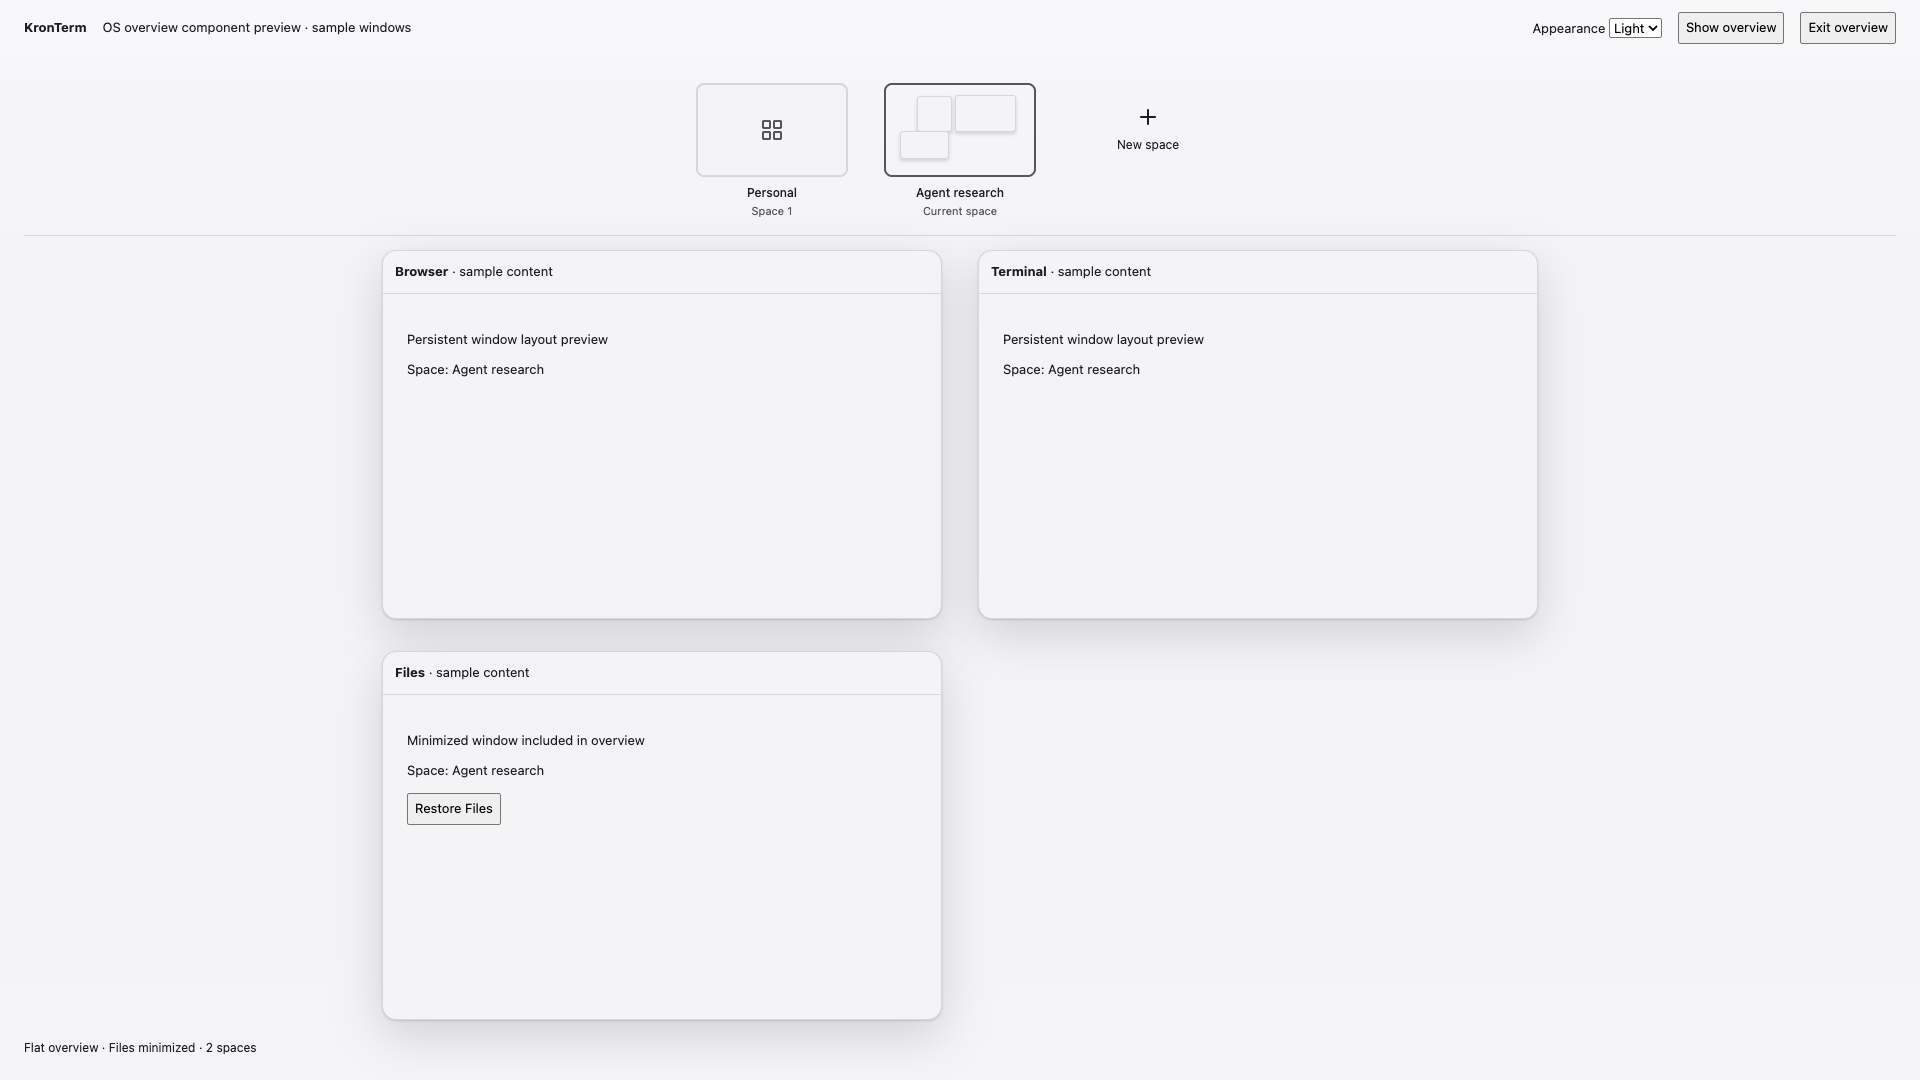 KronTerm OS overview component preview · sample windows
Appearance Light Show overview Exit overview
New space
Personal
Space 1
Agent research
Current space
Browser · sample content
Persistent window layout preview
Space: Agent research
Terminal · sample content
Persistent window layout preview
Space: Agent research
Files · sample content
Minimized window included in overview
Space: Agent research
Restore Files
Flat overview · Files minimized · 2 spaces